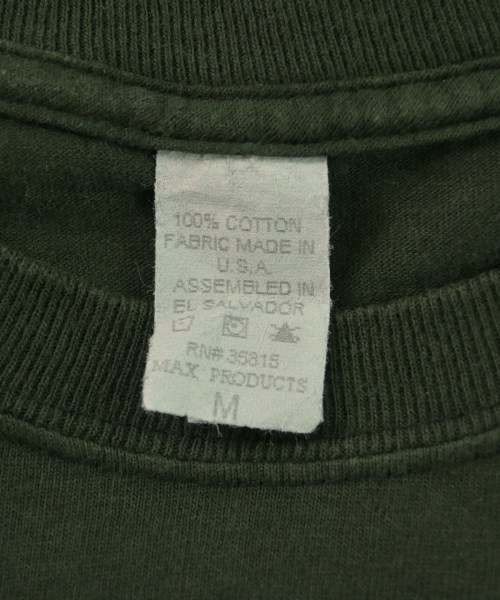 100% COTTON
FABRIC MADE IN
U.S.A.
ASSEMBLED IN
EL SALVADOR
RN# 35815
MAX PRODUCTS
M